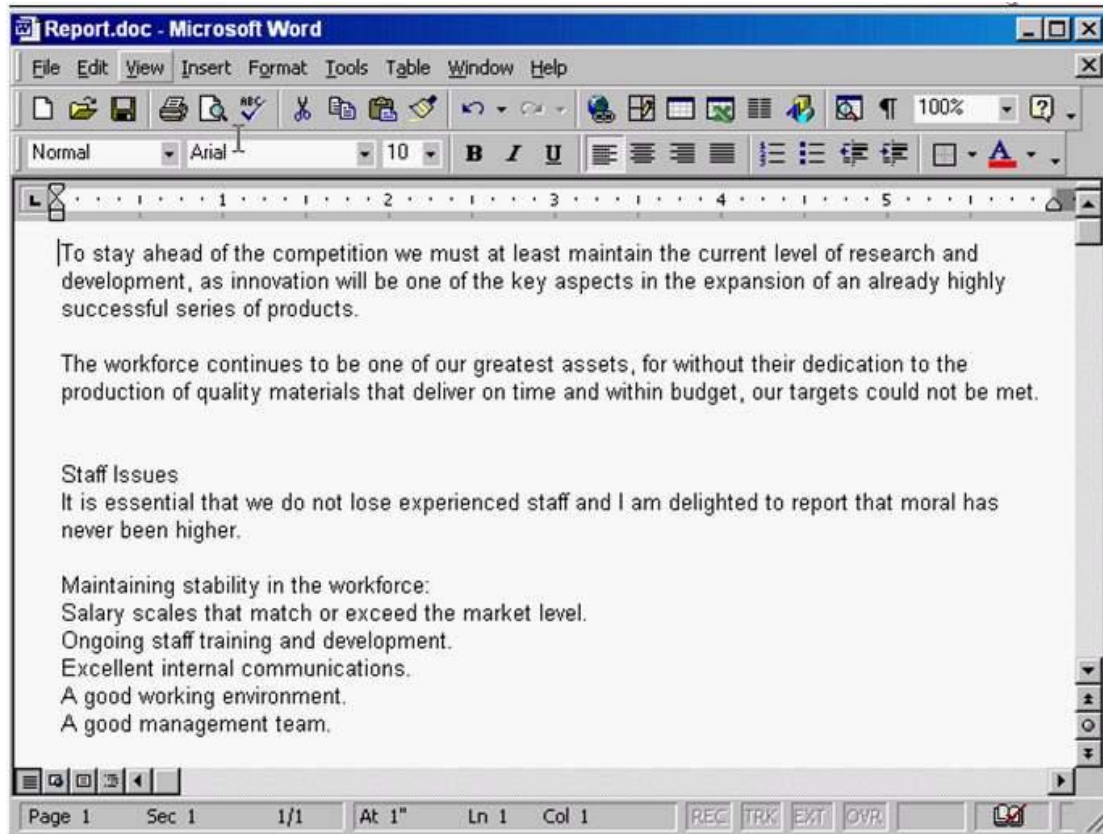 Report.doc - Microsoft Word
File Edit View Insert Format Tools Table Window Help
ABC 100%
Normal Arial 10 B I U A
1 2 3 4 5
To stay ahead of the competition we must at least maintain the current level of research and
development, as innovation will be one of the key aspects in the expansion of an already highly
successful series of products.
The workforce continues to be one of our greatest assets, for without their dedication to the
production of quality materials that deliver on time and within budget, our targets could not be met.
Staff Issues
It is essential that we do not lose experienced staff and I am delighted to report that moral has
never been higher.
Maintaining stability in the workforce:
Salary scales that match or exceed the market level.
Ongoing staff training and development.
Excellent internal communications.
A good working environment.
A good management team.
Page 1 Sec 1 1/1 At 1" Ln 1 Col 1 REC TRK EXT OVR